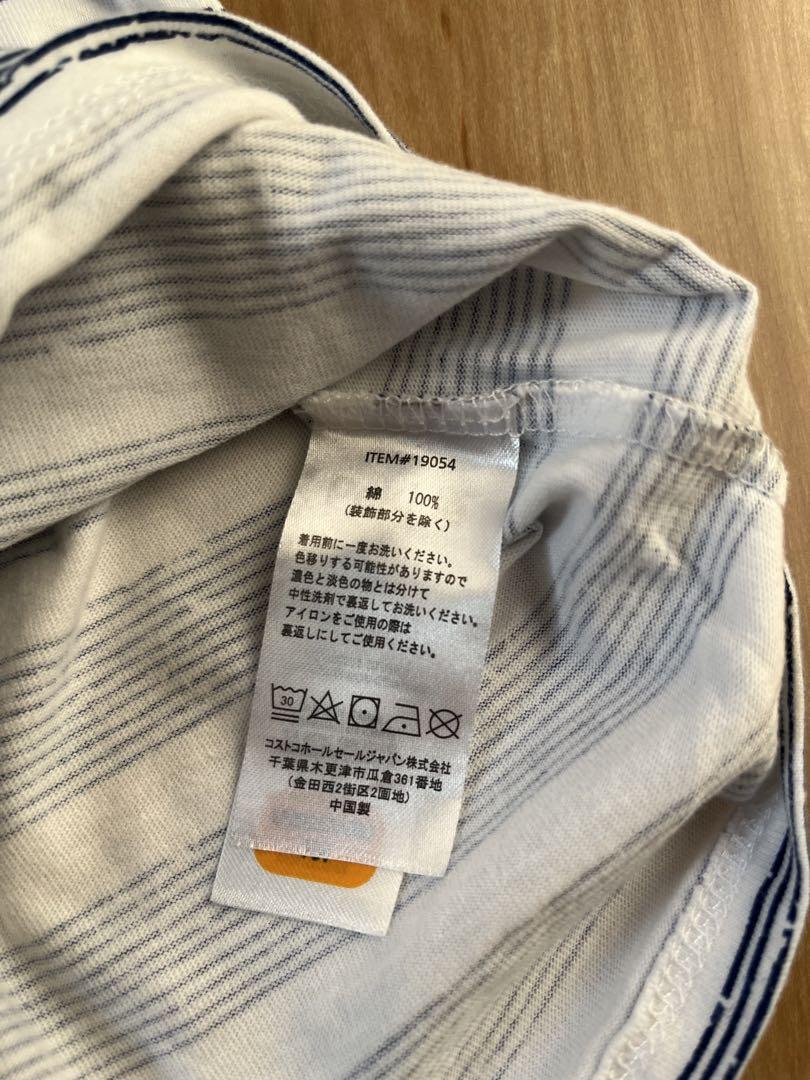 ITEM#19054
綿 100%
(装飾部分を除く)
着用前に一度お洗いください。
色移りする可能性がありますので
濃色と淡色の物とは分けて
中性洗剤で裏返してお洗いください。
アイロンをご使用の際は
裏返しにしてご使用ください。
30
コストコホールセールジャパン株式会社
千葉県木更津市瓜倉361番地
(金田西2街区2画地)
中国製